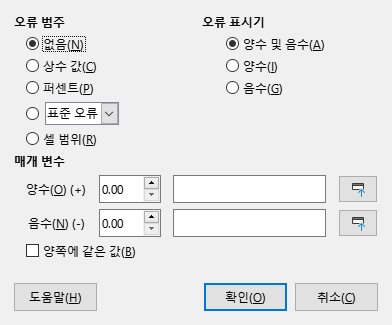 오류 범주 오류 표시기
없음(N) 양수 및 음수(A)
상수 값(C) 양수(I)
퍼센트(P) 음수(G)
표준 오류
셀 범위(R)
매개 변수
양수(O) (+) 0.00
음수(N) (-) 0.00
양쪽에 같은 값(B)
도움말(H) 확인(O) 취소(C)